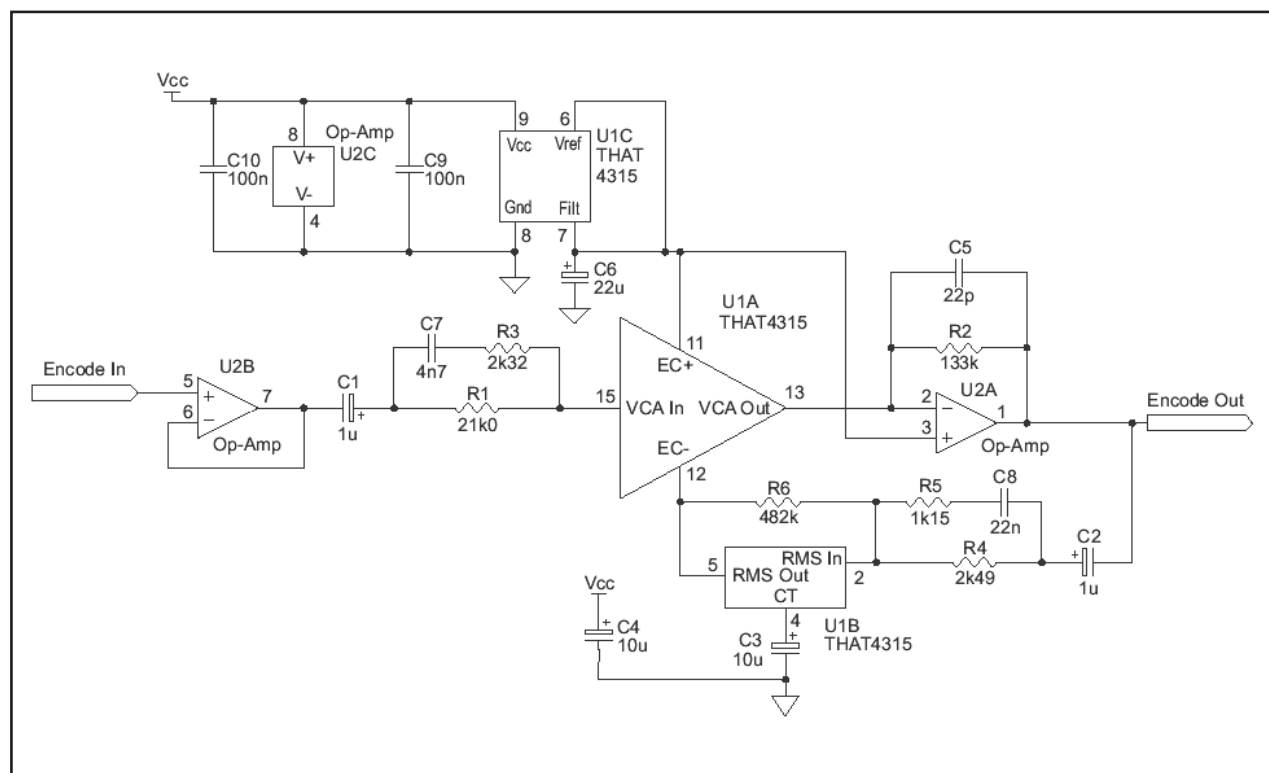 Vcc
9
6
U1C
THAT
4315
Vcc
Vref
Gnd
Filt
8
7
C10
100n
8
V+
V-
4
Op-Amp
U2C
C9
100n
C6
22u
+
U1A
THAT4315
C5
22p
R2
133k
C7
4n7
R3
2k32
R1
21k0
Encode In
U2B
5
+
6
−
7
Op-Amp
C1
+
1u
15
VCA In
VCA Out
11
EC+
EC-
12
13
U2A
2
−
3
+
1
Op-Amp
Encode Out
R6
482k
R5
1k15
C8
22n
R4
2k49
C2
+
1u
5
RMS In
RMS Out
CT
2
4
U1B
THAT4315
Vcc
+
C4
10u
C3
+
10u